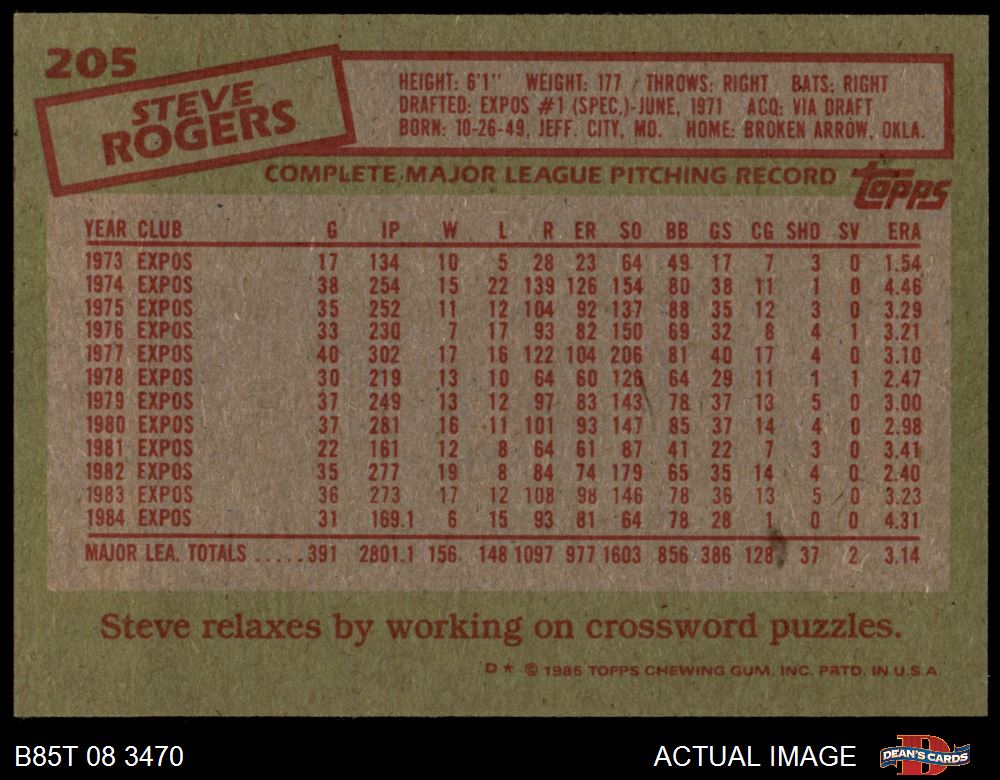 205
STEVE
ROGERS
HEIGHT: 6'1" WEIGHT: 177 THROWS: RIGHT BATS: RIGHT
DRAFTED: EXPOS #1 (SPEC.)-JUNE, 1971 ACQ: VIA DRAFT
BORN: 10-26-49, JEFF. CITY, MO. HOME: BROKEN ARROW, OKLA.
COMPLETE MAJOR LEAGUE PITCHING RECORD
TOPPS
YEAR CLUB G IP W L R ER SO BB GS CG SHO SV ERA
1973 EXPOS 17 134 10 5 28 23 64 49 17 7 3 0 1.54
1974 EXPOS 38 254 15 22 139 126 154 80 38 11 1 0 4.46
1975 EXPOS 35 252 11 12 104 92 137 88 35 12 3 0 3.29
1976 EXPOS 33 230 7 17 93 82 150 69 32 8 4 1 3.21
1977 EXPOS 40 302 17 16 122 104 206 81 40 17 4 0 3.10
1978 EXPOS 30 219 13 10 64 60 126 64 29 11 1 1 2.47
1979 EXPOS 37 249 13 12 97 83 143 78 37 13 5 0 3.00
1980 EXPOS 37 281 16 11 101 93 147 85 37 14 4 0 2.98
1981 EXPOS 22 161 12 8 64 61 87 41 22 7 3 0 3.41
1982 EXPOS 35 277 19 8 84 74 179 65 35 14 4 0 2.40
1983 EXPOS 36 273 17 12 108 98 146 78 36 13 5 0 3.23
1984 EXPOS 31 169.1 6 15 93 81 64 78 28 1 0 0 4.31
MAJOR LEA. TOTALS .....391 2801.1 156 148 1097 977 1603 856 386 128 37 2 3.14
Steve relaxes by working on crossword puzzles.
D★ © 1985 TOPPS CHEWING GUM, INC. PRTD. IN U.S.A.
B85T 08 3470
ACTUAL IMAGE
D
DEAN'S CARDS